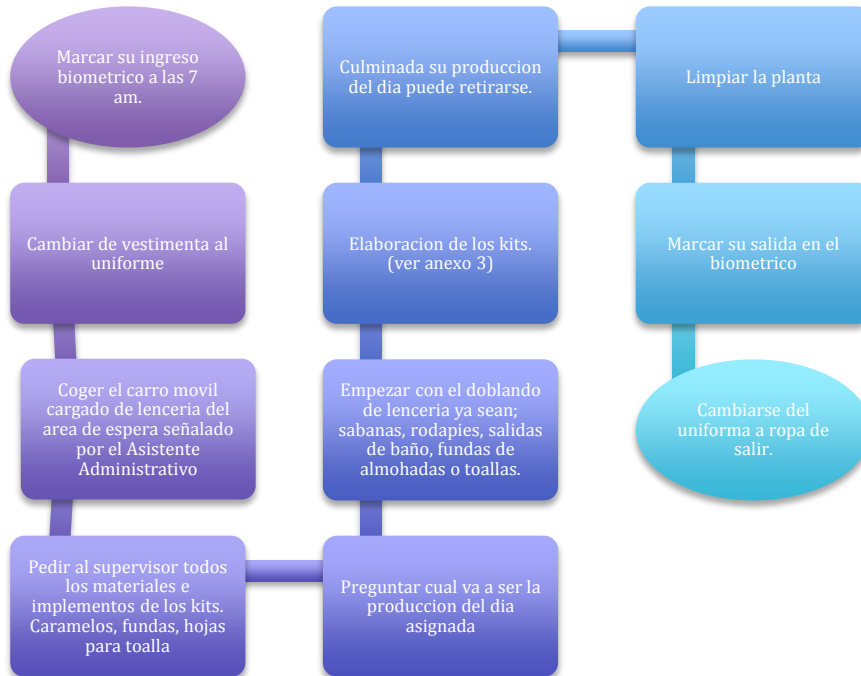 Marcar su ingreso
biometrico a las 7
am.
Cambiar de vestimenta al
uniforme
Coger el carro movil
cargado de lenceria del
area de espera señalado
por el Asistente
Administrativo
Pedir al supervisor todos
los materiales e
implementos de los kits.
Caramelos, fundas, hojas
para toalla
Preguntar cual va a ser la
produccion del dia
asignada
Empezar con el doblando
de lenceria ya sean;
sabanas, rodapies, salidas
de baño, fundas de
almohadas o toallas.
Elaboracion de los kits.
(ver anexo 3)
Culminada su produccion
del dia puede retirarse.
Limpiar la planta
Marcar su salida en el
biometrico
Cambiarse del
uniforma a ropa de
salir.